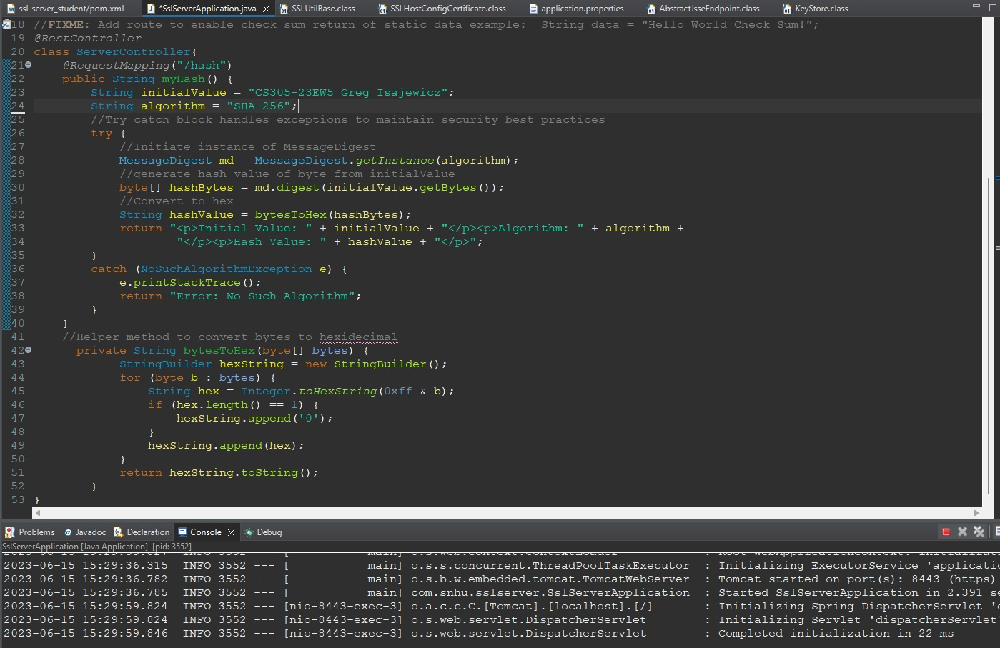 ssl-server_student/pom.xml *SslServerApplication.java SSLUtilBase.class SSLHostConfigCertificate.class application.properties AbstractJsseEndpoint.class KeyStore.class
18 //FIXME: Add route to enable check sum return of static data example:  String data = "Hello World Check Sum!";
19 @RestController
20 class ServerController{
21 @RequestMapping("/hash")
22 public String myHash() {
23 String initialValue = "CS305-23EW5 Greg Isajewicz";
24 String algorithm = "SHA-256";
25 //Try catch block handles exceptions to maintain security best practices
26 try {
27 //Initiate instance of MessageDigest
28 MessageDigest md = MessageDigest.getInstance(algorithm);
29 //generate hash value of byte from initialValue
30 byte[] hashBytes = md.digest(initialValue.getBytes());
31 //Convert to hex
32 String hashValue = bytesToHex(hashBytes);
33 return "<p>Initial Value: " + initialValue + "</p><p>Algorithm: " + algorithm +
34 "</p><p>Hash Value: " + hashValue + "</p>";
35 }
36 catch (NoSuchAlgorithmException e) {
37 e.printStackTrace();
38 return "Error: No Such Algorithm";
39 }
40 }
41 //Helper method to convert bytes to hexidecimal
42 private String bytesToHex(byte[] bytes) {
43 StringBuilder hexString = new StringBuilder();
44 for (byte b : bytes) {
45 String hex = Integer.toHexString(0xff & b);
46 if (hex.length() == 1) {
47 hexString.append('0');
48 }
49 hexString.append(hex);
50 }
51 return hexString.toString();
52 }
53 }
Problems Javadoc Declaration Console Debug
SslServerApplication [Java Application] [pid: 3552]
INFO 3552 --- [ main] o.s.web.context.ContextLoader : Root WebApplicationContext:
2023-06-15 15:29:36.315 INFO 3552 --- [ main] o.s.s.concurrent.ThreadPoolTaskExecutor : Initializing ExecutorService 'applicatio
2023-06-15 15:29:36.782 INFO 3552 --- [ main] o.s.b.w.embedded.tomcat.TomcatWebServer : Tomcat started on port(s): 8443 (https)
2023-06-15 15:29:36.785 INFO 3552 --- [ main] com.snhu.sslserver.SslServerApplication : Started SslServerApplication in 2.391 se
2023-06-15 15:29:59.824 INFO 3552 --- [nio-8443-exec-3] o.a.c.c.C.[Tomcat].[localhost].[/] : Initializing Spring DispatcherServlet '
2023-06-15 15:29:59.824 INFO 3552 --- [nio-8443-exec-3] o.s.web.servlet.DispatcherServlet : Initializing Servlet 'dispatcherServlet
2023-06-15 15:29:59.846 INFO 3552 --- [nio-8443-exec-3] o.s.web.servlet.DispatcherServlet : Completed initialization in 22 ms